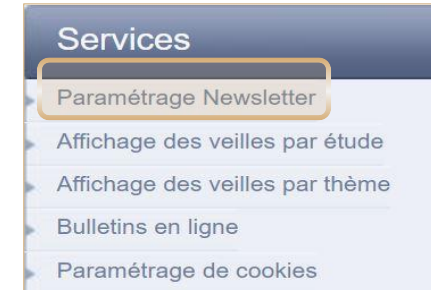 Services
Paramétrage Newsletter
Affichage des veilles par étude
Affichage des veilles par thème
Bulletins en ligne
Paramétrage de cookies